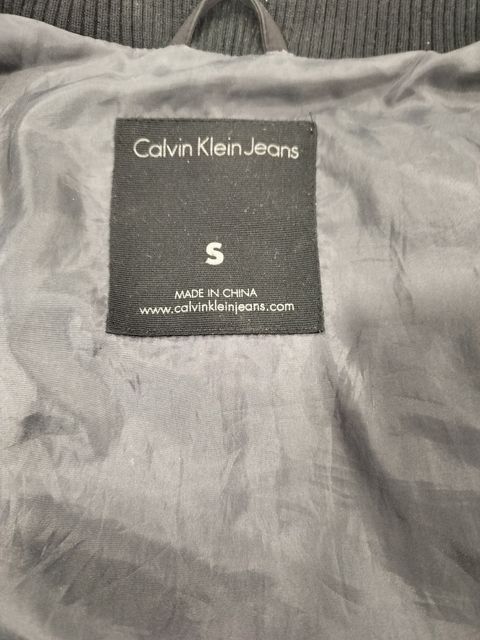 Calvin Klein Jeans
S
MADE IN CHINA
www.calvinkleinjeans.com